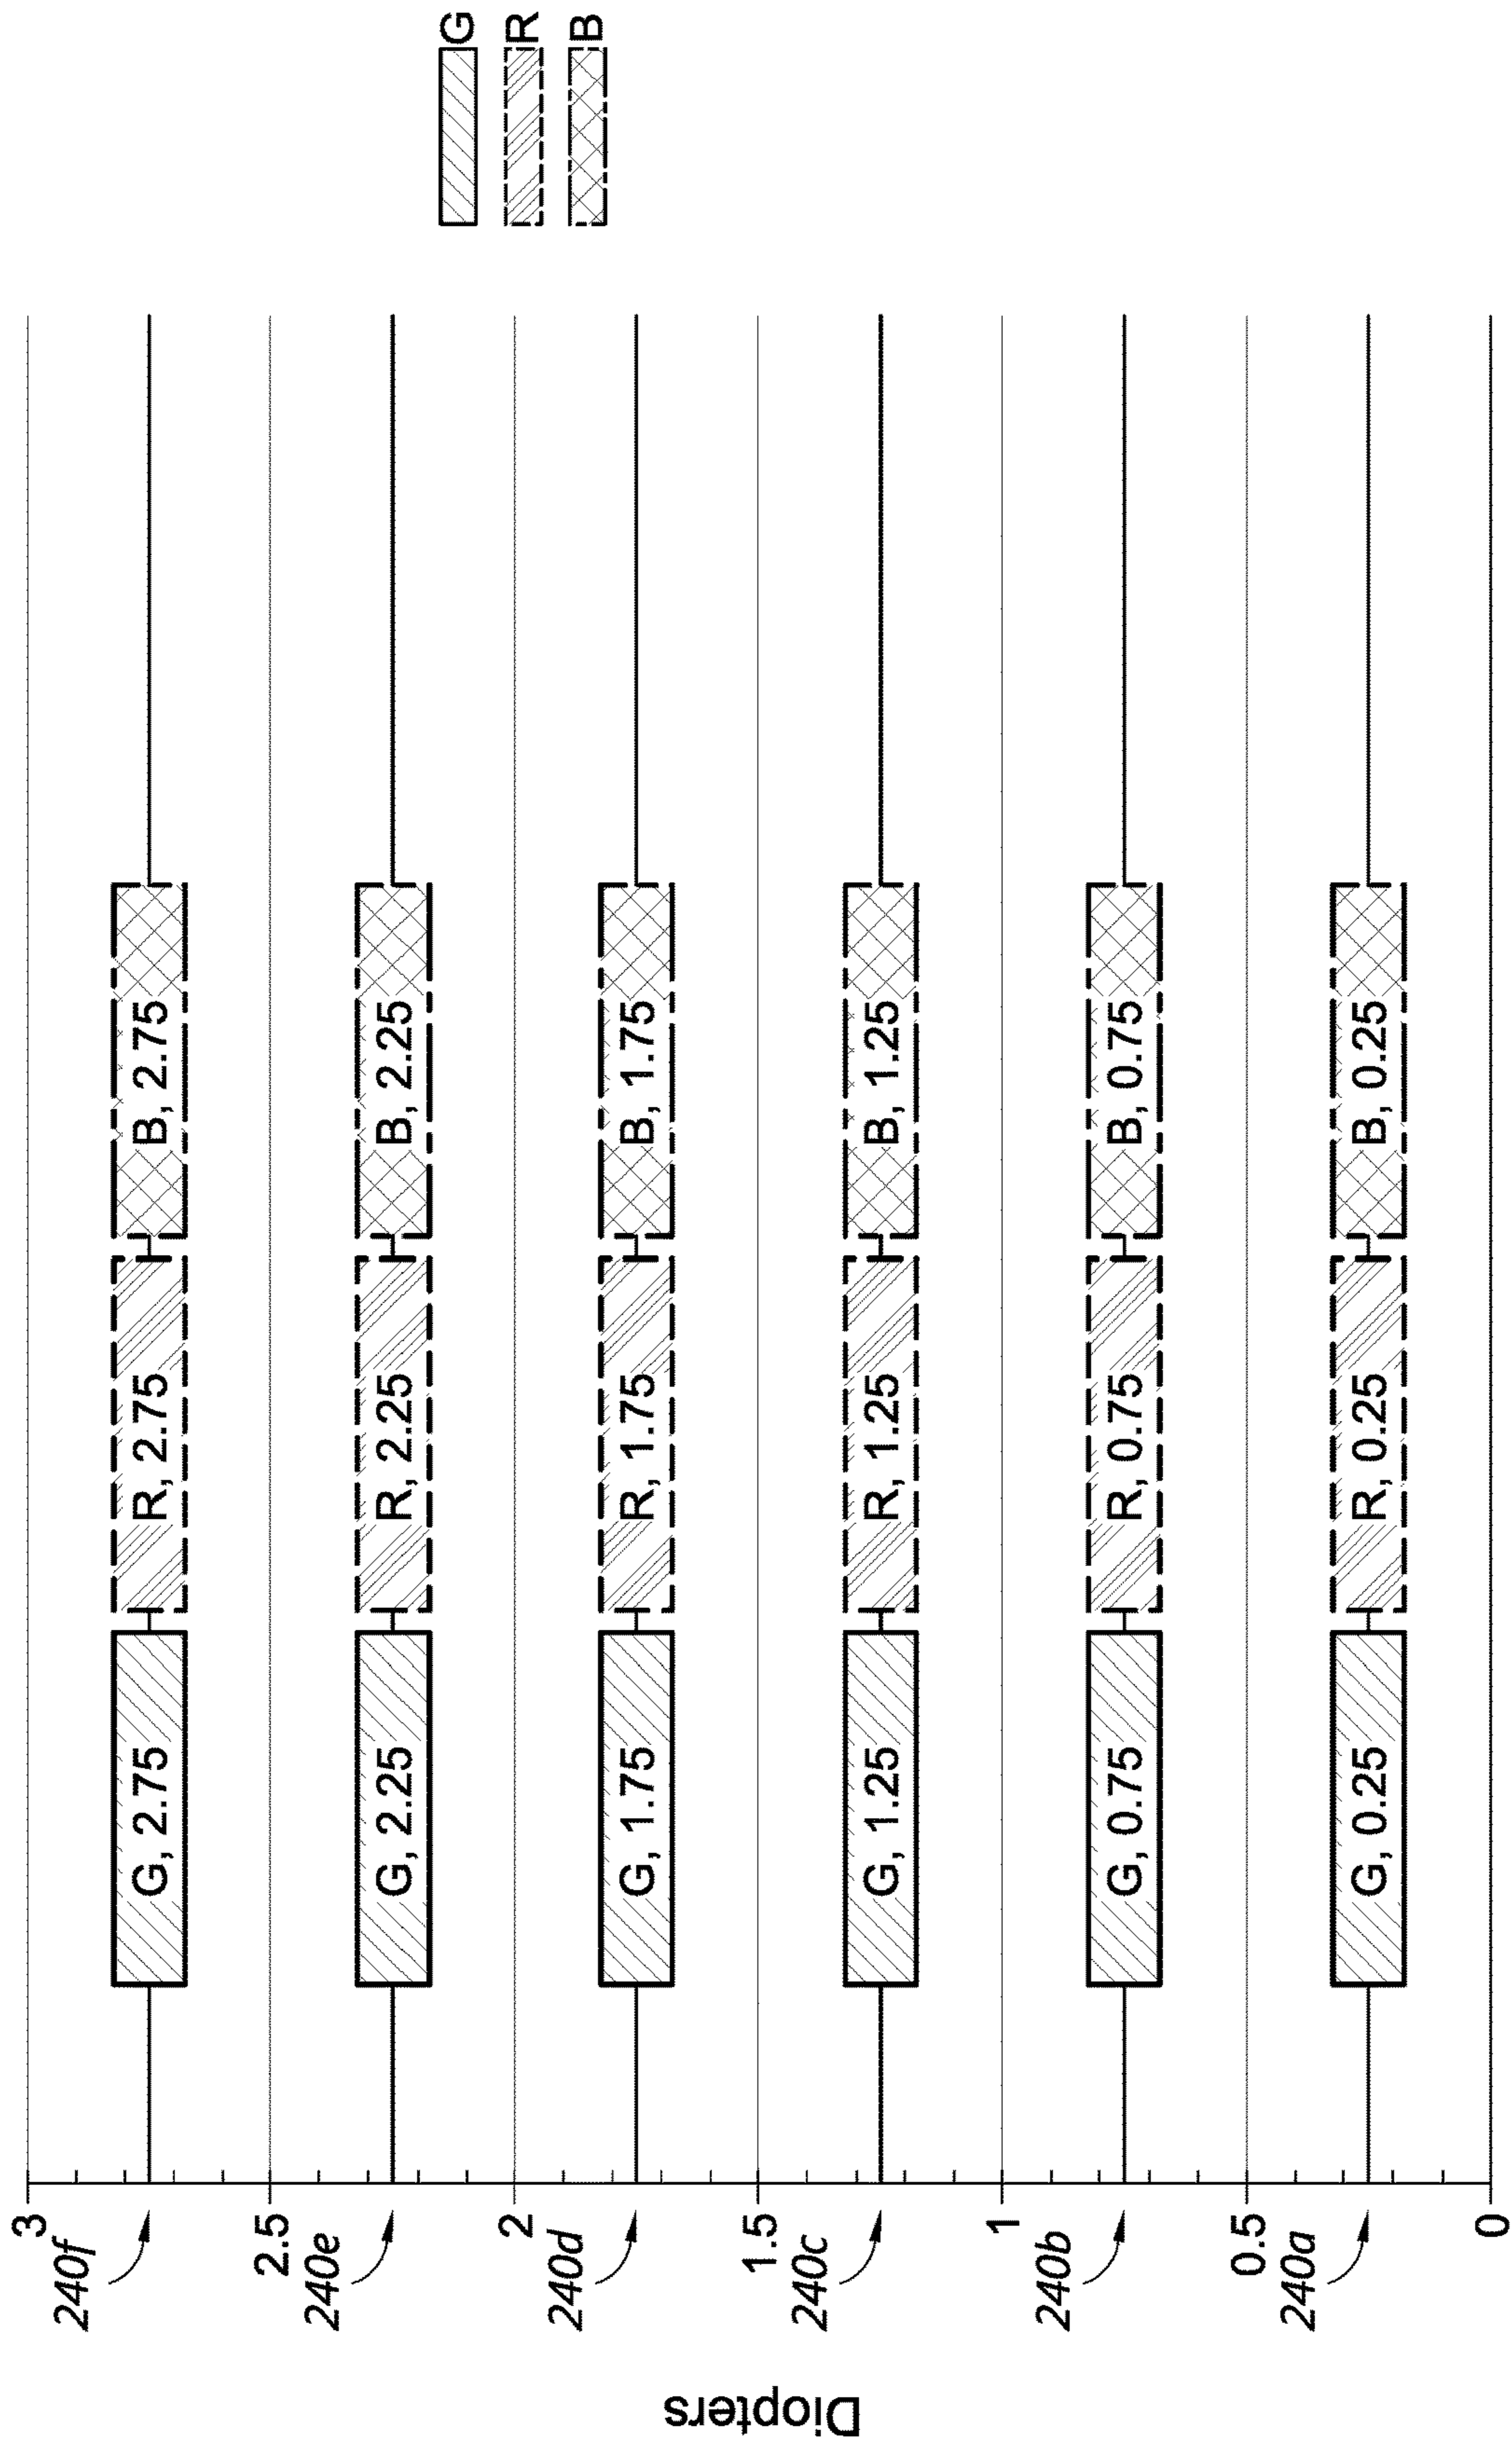 Diopters
3
240f
G, 2.75 R, 2.75 B, 2.75
2.5
240e
G, 2.25 R, 2.25 B, 2.25
2
240d
G, 1.75 R, 1.75 B, 1.75
1.5
240c
G, 1.25 R, 1.25 B, 1.25
1
240b
G, 0.75 R, 0.75 B, 0.75
0.5
240a
G, 0.25 R, 0.25 B, 0.25
0
G
R
B